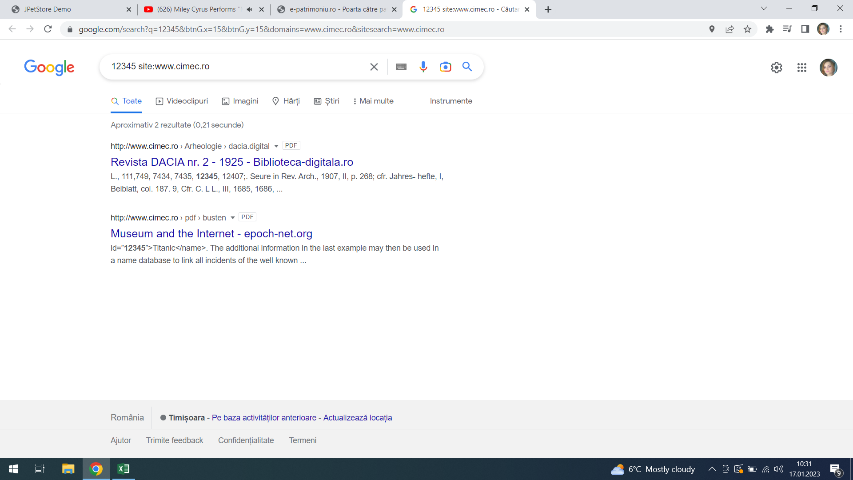 JPetStore Demo
(626) Miley Cyrus Performs "
e-patrimoniu.ro - Poarta către pa
12345 site:www.cimec.ro - Căuta
google.com/search?q=12345&btnG.x=15&btnG.y=15&domains=www.cimec.ro&sitesearch=www.cimec.ro
Google
12345 site:www.cimec.ro
Toate
Videoclipuri
Imagini
Hărți
Știri
Mai multe
Instrumente
Aproximativ 2 rezultate (0,21 secunde)
http://www.cimec.ro › Arheologie › dacia.digital PDF
Revista DACIA nr. 2 - 1925 - Biblioteca-digitala.ro
L., 111,749, 7434, 7435, 12345, 12407;. Seure in Rev. Arch., 1907, II, p. 268; cfr. Jahres- hefte, I,
Beiblatt, col. 187. 9, Cfr. C. L L., III, 1685, 1686, ...
http://www.cimec.ro › pdf › busten PDF
Museum and the Internet - epoch-net.org
id="12345">Titanic</name>. The additional information in the last example may then be used in
a name database to link all incidents of the well known ...
România
Timișoara - Pe baza activităților anterioare - Actualizează locația
Ajutor
Trimite feedback
Confidențialitate
Termeni
6°C Mostly cloudy
10:31
17.01.2023